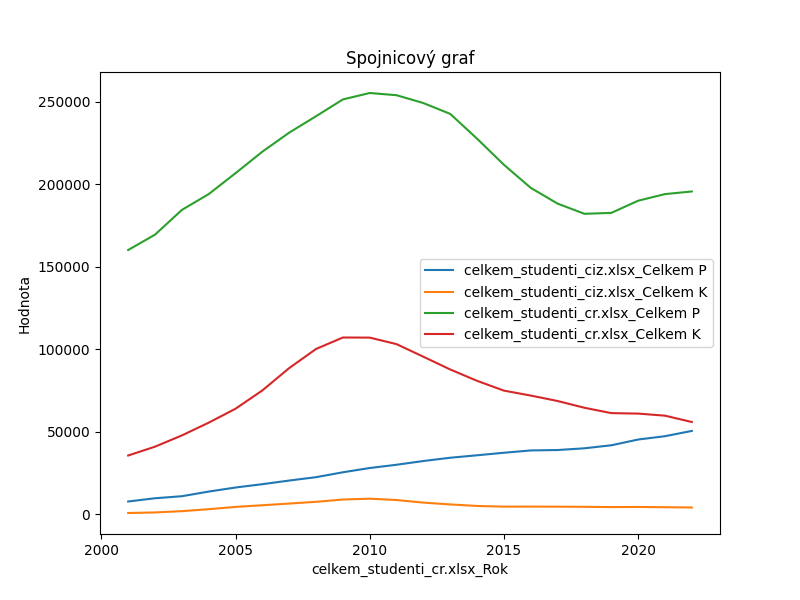 Spojnicový graf
250000
200000
150000
100000
50000
0
Hodnota
celkem_studenti_ciz.xlsx_Celkem P
celkem_studenti_ciz.xlsx_Celkem K
celkem_studenti_cr.xlsx_Celkem P
celkem_studenti_cr.xlsx_Celkem K
2000 2005 2010 2015 2020
celkem_studenti_cr.xlsx_Rok